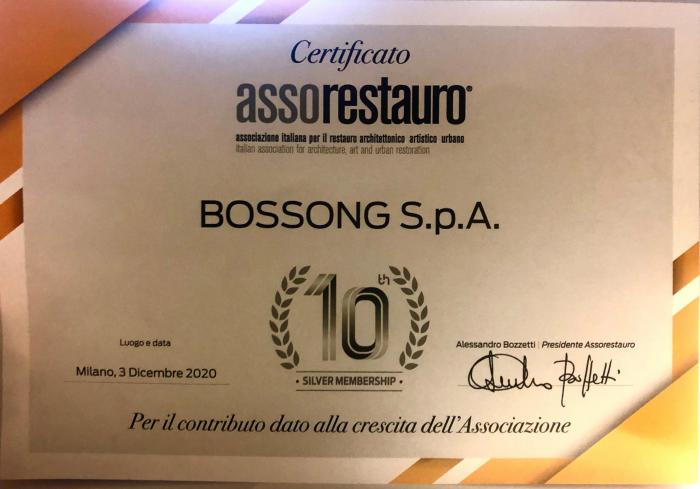 Certificato
assorestauro®
associazione italiana per il restauro architettonico artistico urbano
italian association for architecture, art and urban restoration
BOSSONG S.p.A.
10th
• SILVER MEMBERSHIP •
Luogo e data
Milano, 3 Dicembre 2020
Alessandro Bozzetti | Presidente Assorestauro
Per il contributo dato alla crescita dell'Associazione